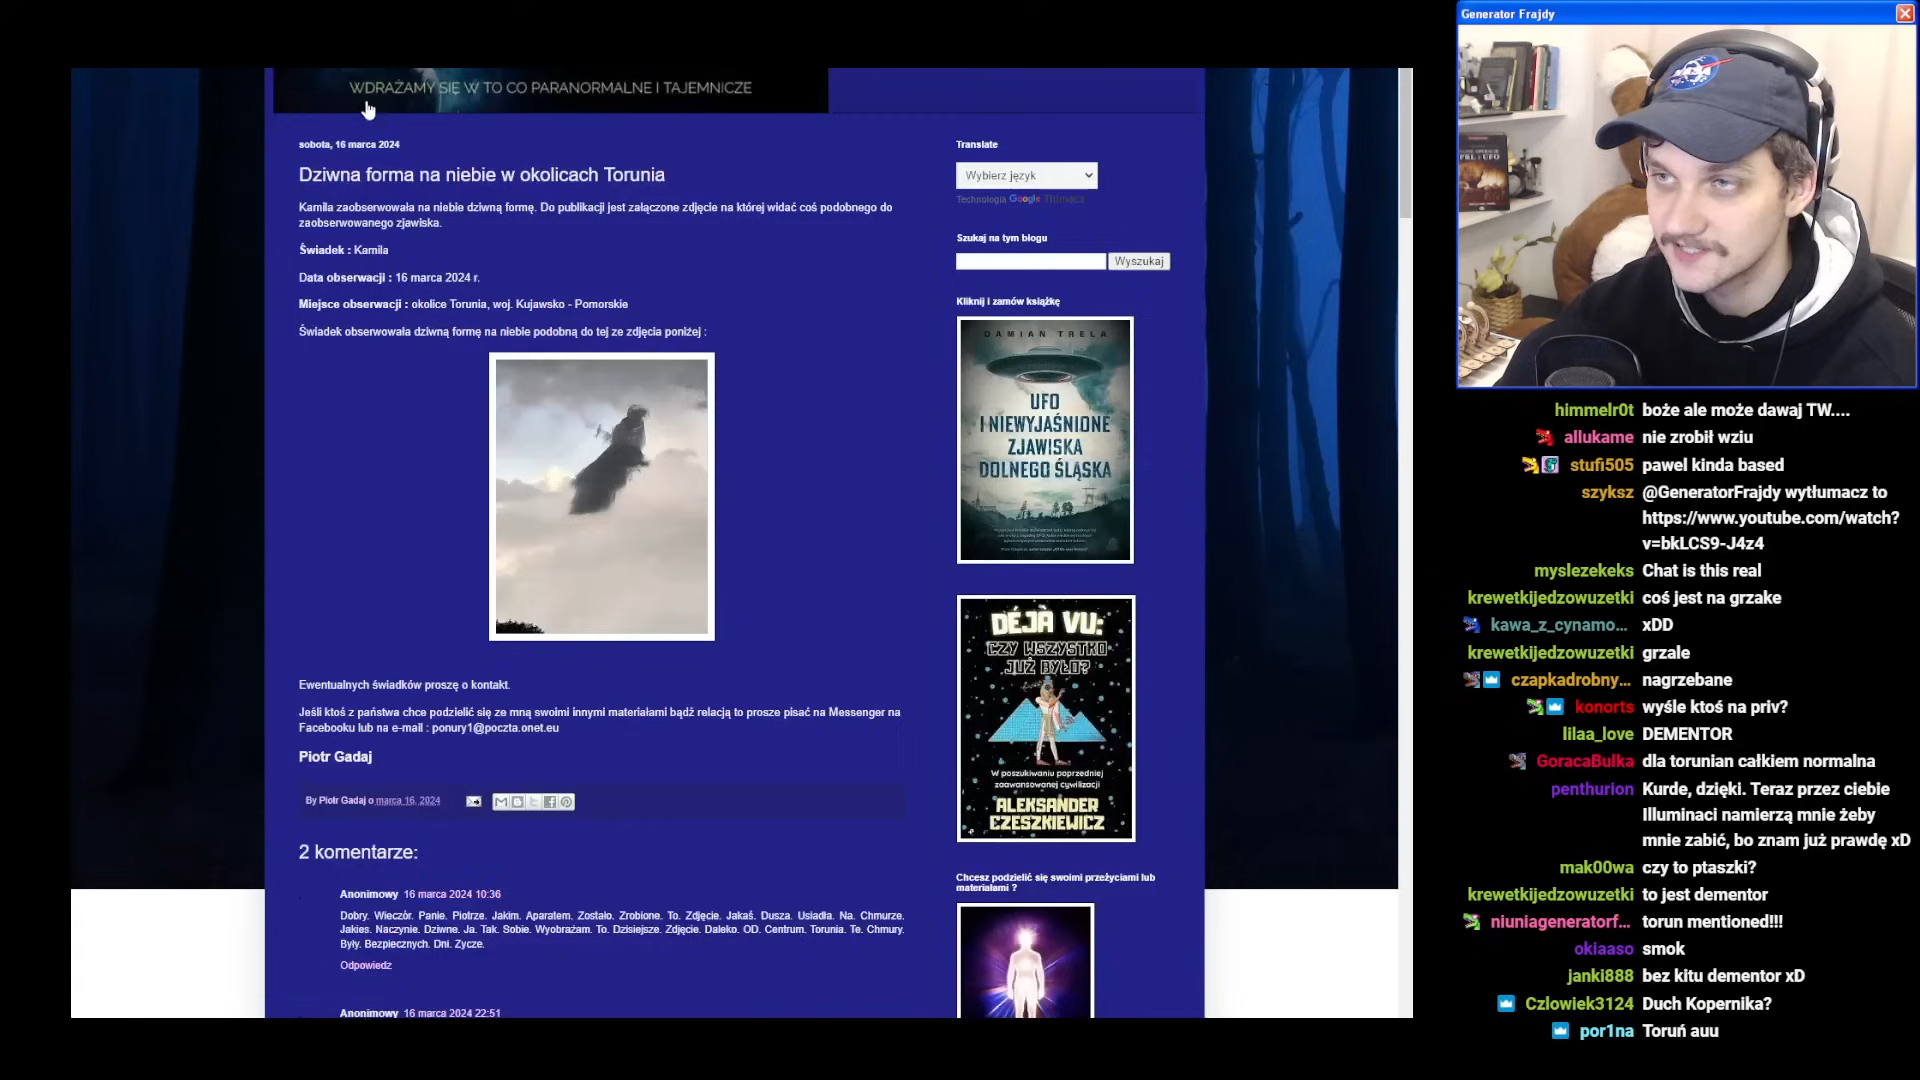 Generator Frajdy
WDRAŻAMY SIĘ W TO CO PARANORMALNE I TAJEMNICZE
sobota, 16 marca 2024
Dziwna forma na niebie w okolicach Torunia
Kamila zaobserwowała na niebie dziwną formę. Do publikacji jest załączone zdjęcie na której widać coś podobnego do
zaobserwowanego zjawiska.
Świadek : Kamila
Data obserwacji : 16 marca 2024 r.
Miejsce obserwacji : okolice Torunia, woj. Kujawsko - Pomorskie
Świadek obserwowała dziwną formę na niebie podobną do tej ze zdjęcia poniżej :
Ewentualnych świadków proszę o kontakt.
Jeśli ktoś z państwa chce podzielić się ze mną swoimi innymi materiałami bądź relacją to prosze pisać na Messenger na
Facebooku lub na e-mail : ponury1@poczta.onet.eu
Piotr Gadaj
By Piotr Gadaj o marca 16, 2024
2 komentarze:
Anonimowy 16 marca 2024 10:36
Dobry. Wieczór. Panie. Piotrze. Jakim. Aparatem. Zostało. Zrobione. To. Zdjęcie. Jakaś. Dusza. Usiadła. Na. Chmurze.
Jakies. Naczynie. Dziwne. Ja. Tak. Sobie. Wyobrażam. To. Dzisiejsze. Zdjęcie. Daleko. OD. Centrum. Torunia. Te. Chmury.
Były. Bezpiecznych. Dni. Zycze.
Odpowiedz
Anonimowy 16 marca 2024 22:51
Translate
Wybierz język
Technologia Google Tłumacz
Szukaj na tym blogu
Wyszukaj
Kliknij i zamów książkę
DAMIAN TRELA
UFO
I NIEWYJAŚNIONE
ZJAWISKA
DOLNEGO ŚLĄSKA
DÉJÀ VU:
CZY WSZYSTKO
JUŻ BYŁO?
W poszukiwaniu poprzedniej
zaawansowanej cywilizacji
ALEKSANDER
CZESZKIEWICZ
Chcesz podzielić się swoimi przeżyciami lub
materiałami ?
NASA
PRL i UFO
himmelr0t boże ale może dawaj TW....
allukame nie zrobił wziu
stufi505 pawel kinda based
szyksz @GeneratorFrajdy wytłumacz to
https://www.youtube.com/watch?
v=bkLCS9-J4z4
myslezekeks Chat is this real
krewetkijedzowuzetki coś jest na grzake
kawa_z_cynamo... xDD
krewetkijedzowuzetki grzale
czapkadrobny... nagrzebane
konorts wyśle ktoś na priv?
lilaa_love DEMENTOR
GoracaBulka dla torunian całkiem normalna
penthurion Kurde, dzięki. Teraz przez ciebie
Illuminaci namierzą mnie żeby
mnie zabić, bo znam już prawdę xD
mak00wa czy to ptaszki?
krewetkijedzowuzetki to jest dementor
niuniageneratorf... torun mentioned!!!
okiaaso smok
janki888 bez kitu dementor xD
Czlowiek3124 Duch Kopernika?
por1na Toruń auu